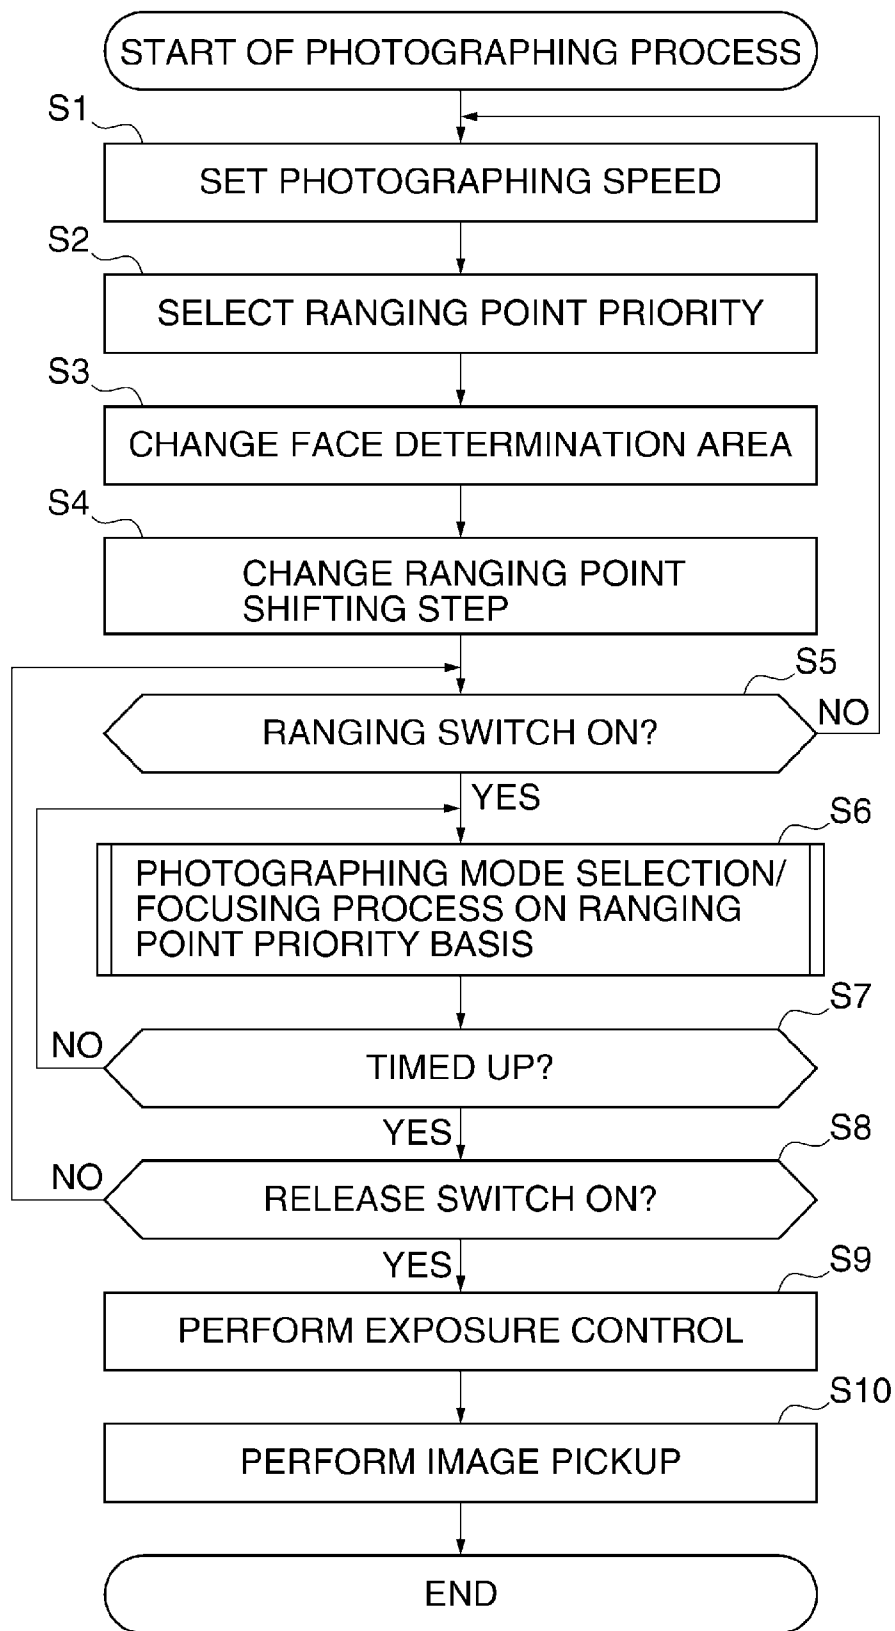 START OF PHOTOGRAPHING PROCESS
S1
SET PHOTOGRAPHING SPEED
S2
SELECT RANGING POINT PRIORITY
S3
CHANGE FACE DETERMINATION AREA
S4
CHANGE RANGING POINT
SHIFTING STEP
S5
RANGING SWITCH ON?
NO
YES
S6
PHOTOGRAPHING MODE SELECTION/
FOCUSING PROCESS ON RANGING
POINT PRIORITY BASIS
S7
NO
TIMED UP?
YES
S8
NO
RELEASE SWITCH ON?
YES
S9
PERFORM EXPOSURE CONTROL
S10
PERFORM IMAGE PICKUP
END